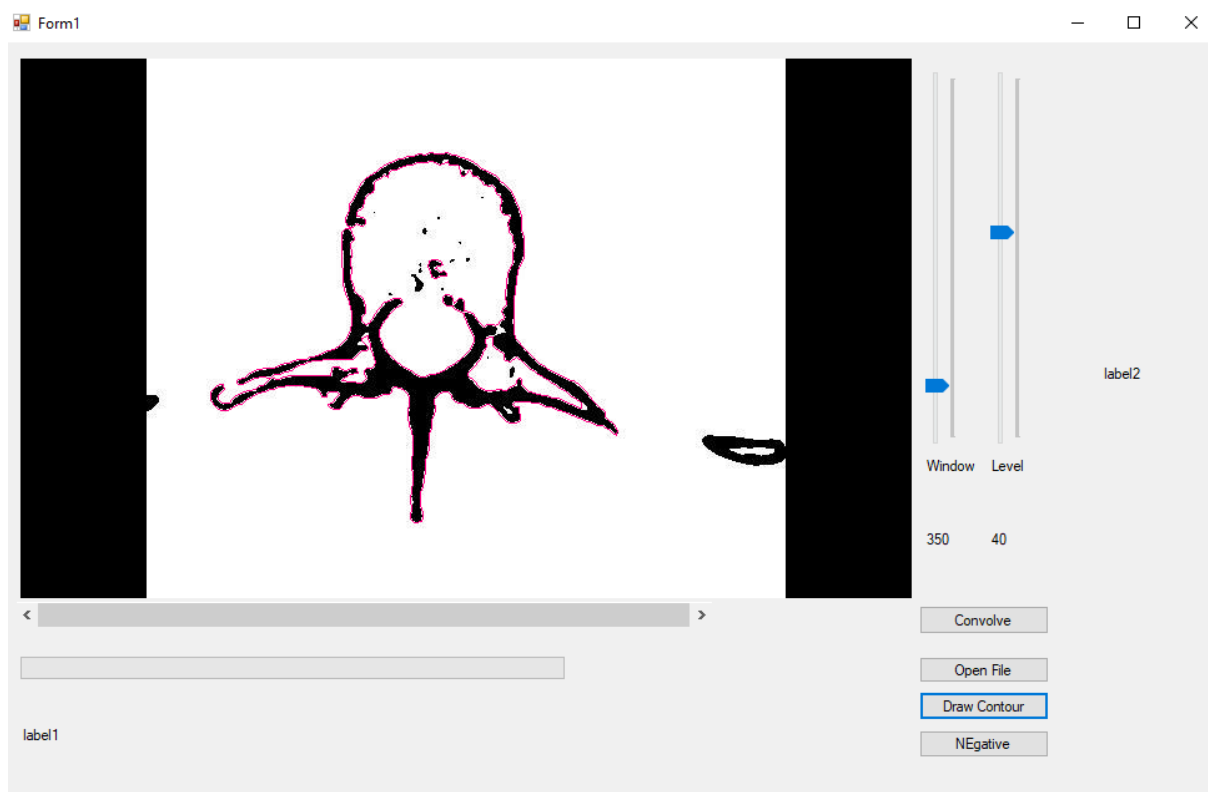 Form1
label2
Window Level
350 40
Convolve
Open File
Draw Contour
label1
NEgative